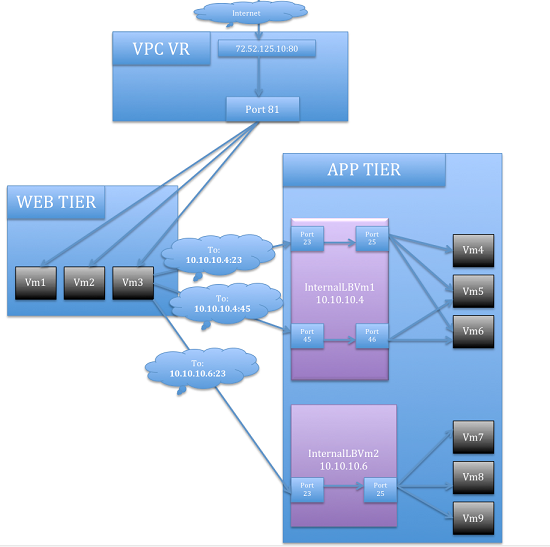 Internet
VPC VR
72.52.125.10:80
Port 81
APP TIER
WEB TIER
Vm1
Vm2
Vm3
To:
10.10.10.4:23
To:
10.10.10.4:45
To:
10.10.10.6:23
Port
23
Port
25
InternalLBVm1
10.10.10.4
Port
45
Port
46
Vm4
Vm5
Vm6
InternalLBVm2
10.10.10.6
Port
23
Port
25
Vm7
Vm8
Vm9